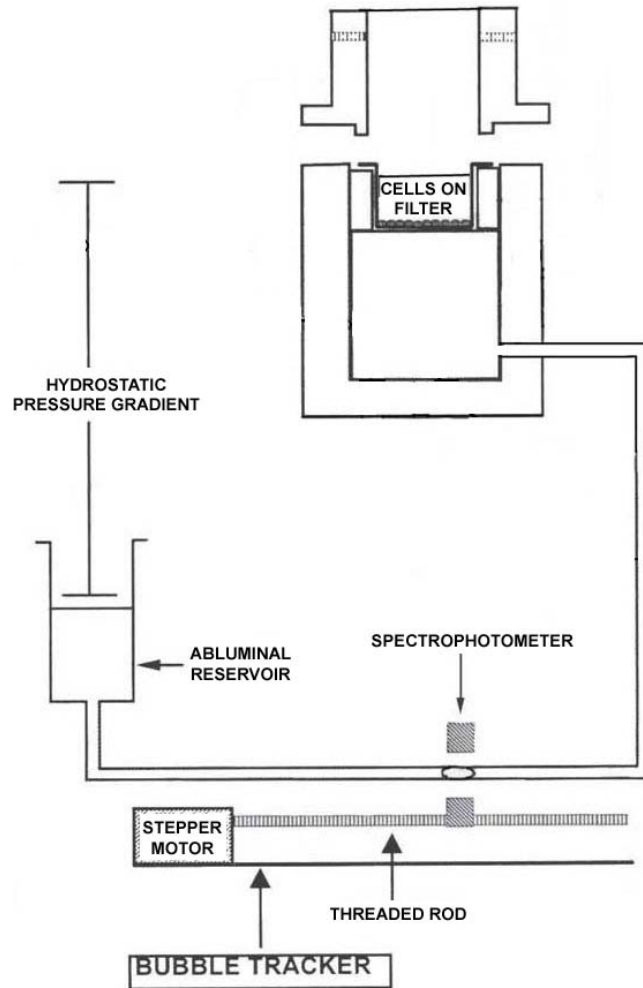 CELLS ON
FILTER
HYDROSTATIC
PRESSURE GRADIENT
ABLUMINAL
RESERVOIR
SPECTROPHOTOMETER
STEPPER
MOTOR
THREADED ROD
BUBBLE TRACKER